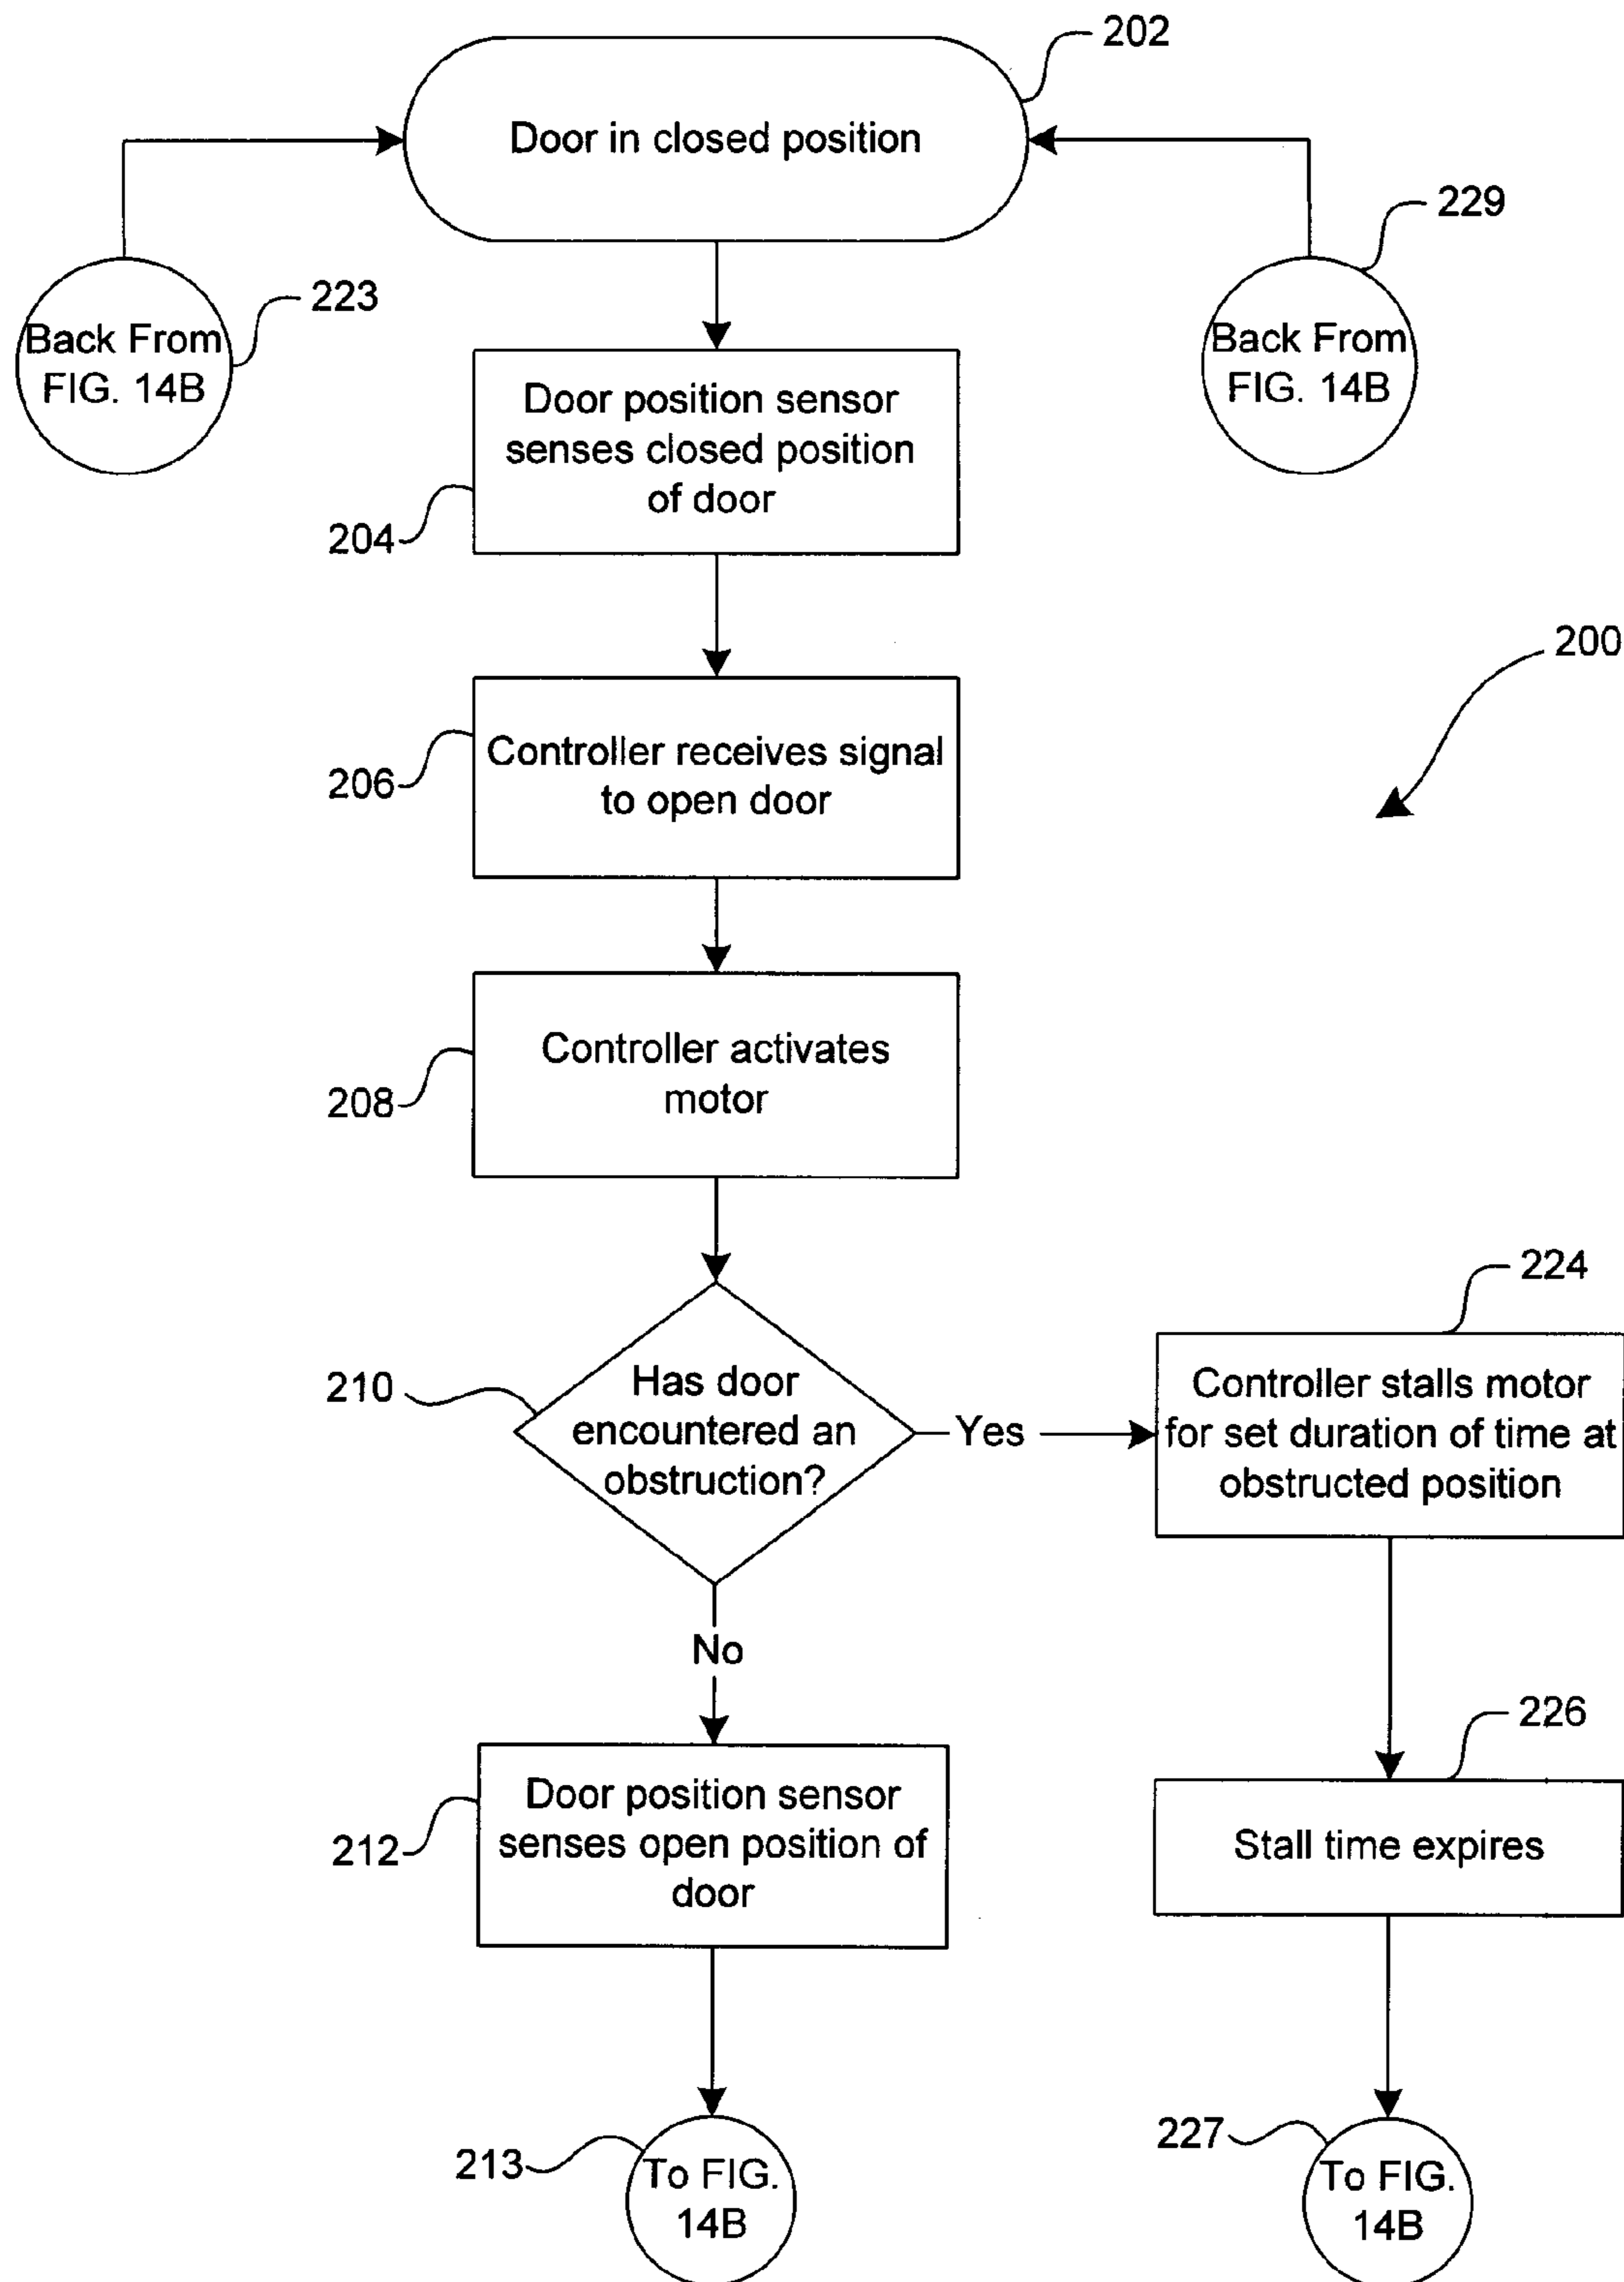 202
Door in closed position
229
223
Back From
FIG. 14B
Back From
FIG. 14B
Door position sensor
senses closed position
of door
204
200
Controller receives signal
to open door
206
Controller activates
motor
208
224
Has door
encountered an
obstruction?
210
Yes
Controller stalls motor
for set duration of time at
obstructed position
No
226
Door position sensor
senses open position of
door
212
Stall time expires
213
To FIG.
14B
227
To FIG.
14B